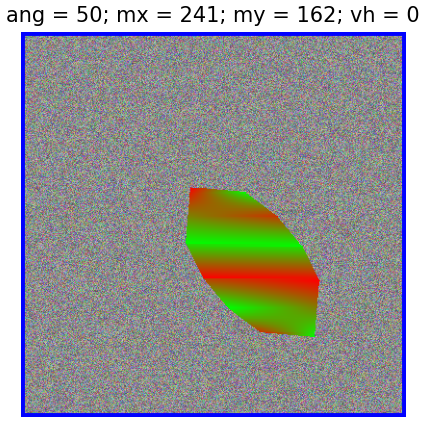 ang = 50; mx = 241; my = 162; vh = 0